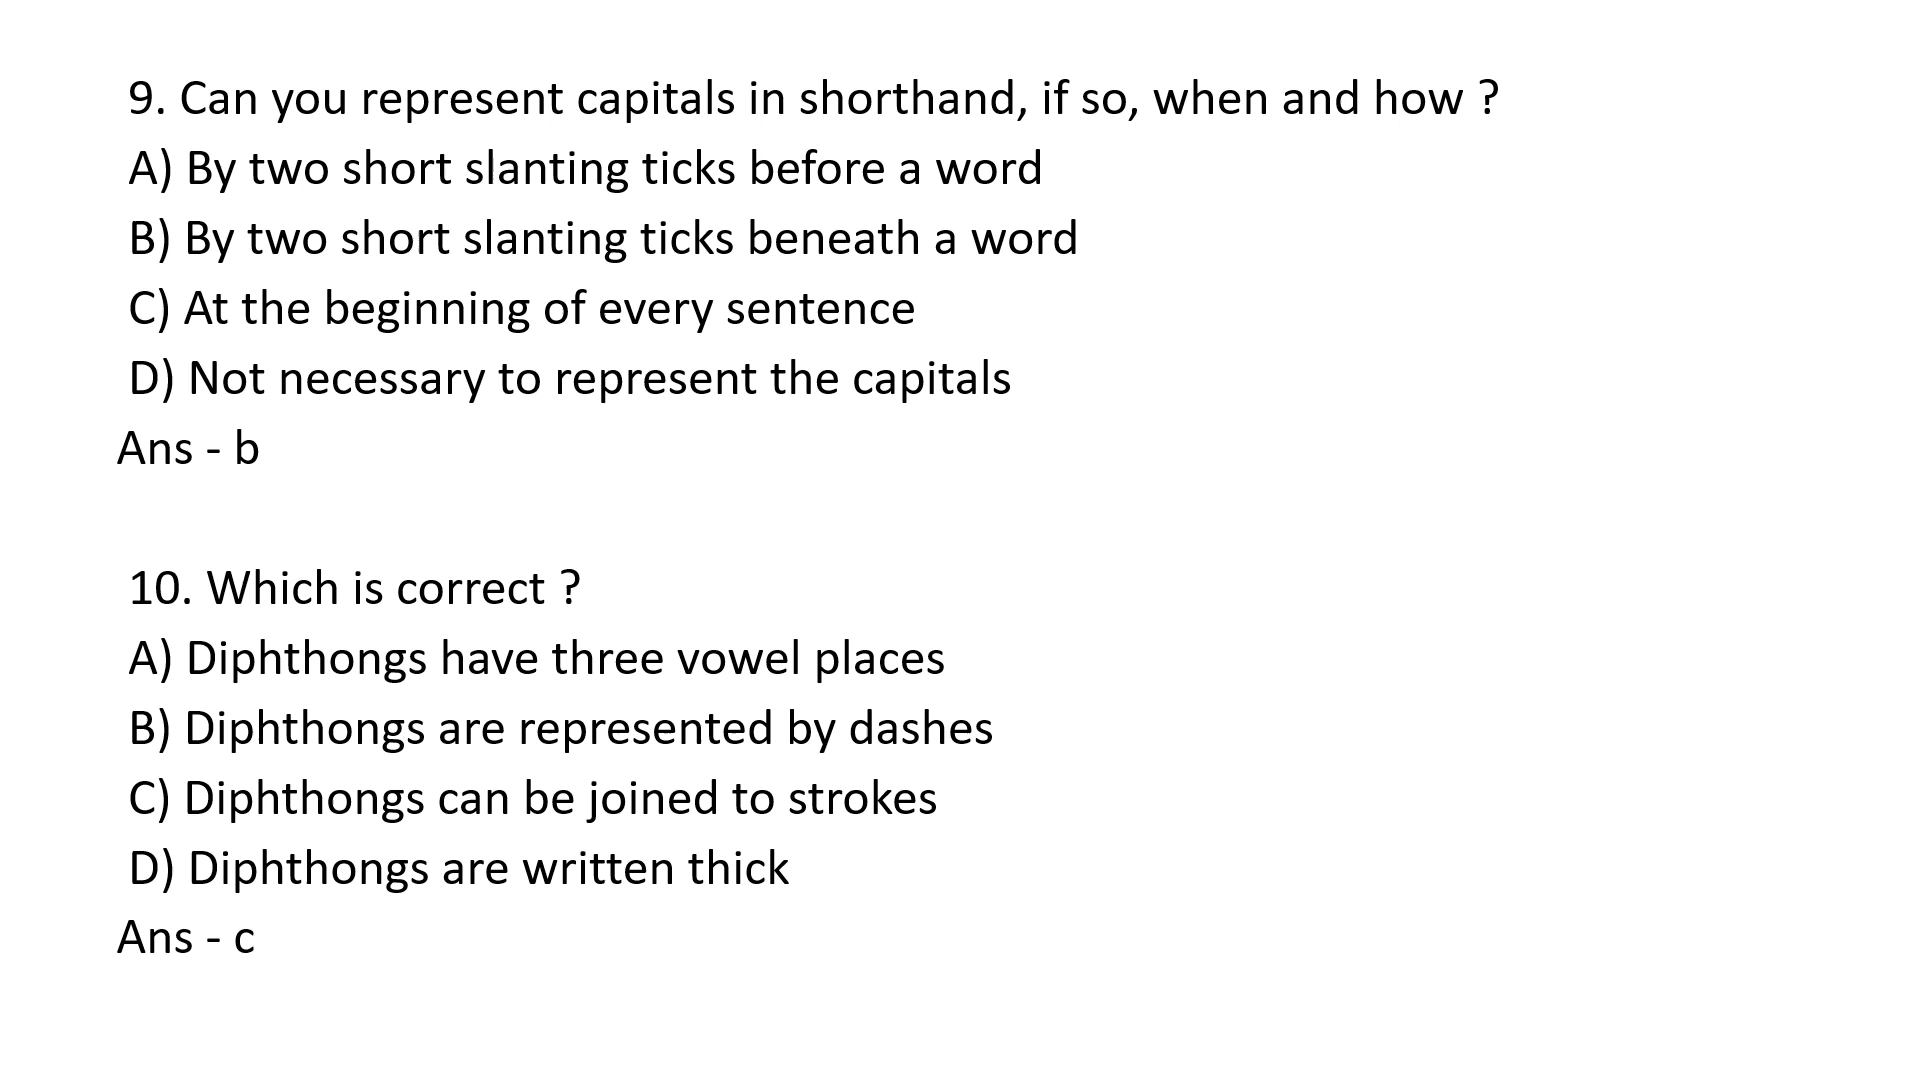 9. Can you represent capitals in shorthand, if so, when and how ?
A) By two short slanting ticks before a word
B) By two short slanting ticks beneath a word
C) At the beginning of every sentence
D) Not necessary to represent the capitals
Ans - b
10. Which is correct ?
A) Diphthongs have three vowel places
B) Diphthongs are represented by dashes
C) Diphthongs can be joined to strokes
D) Diphthongs are written thick
Ans - c